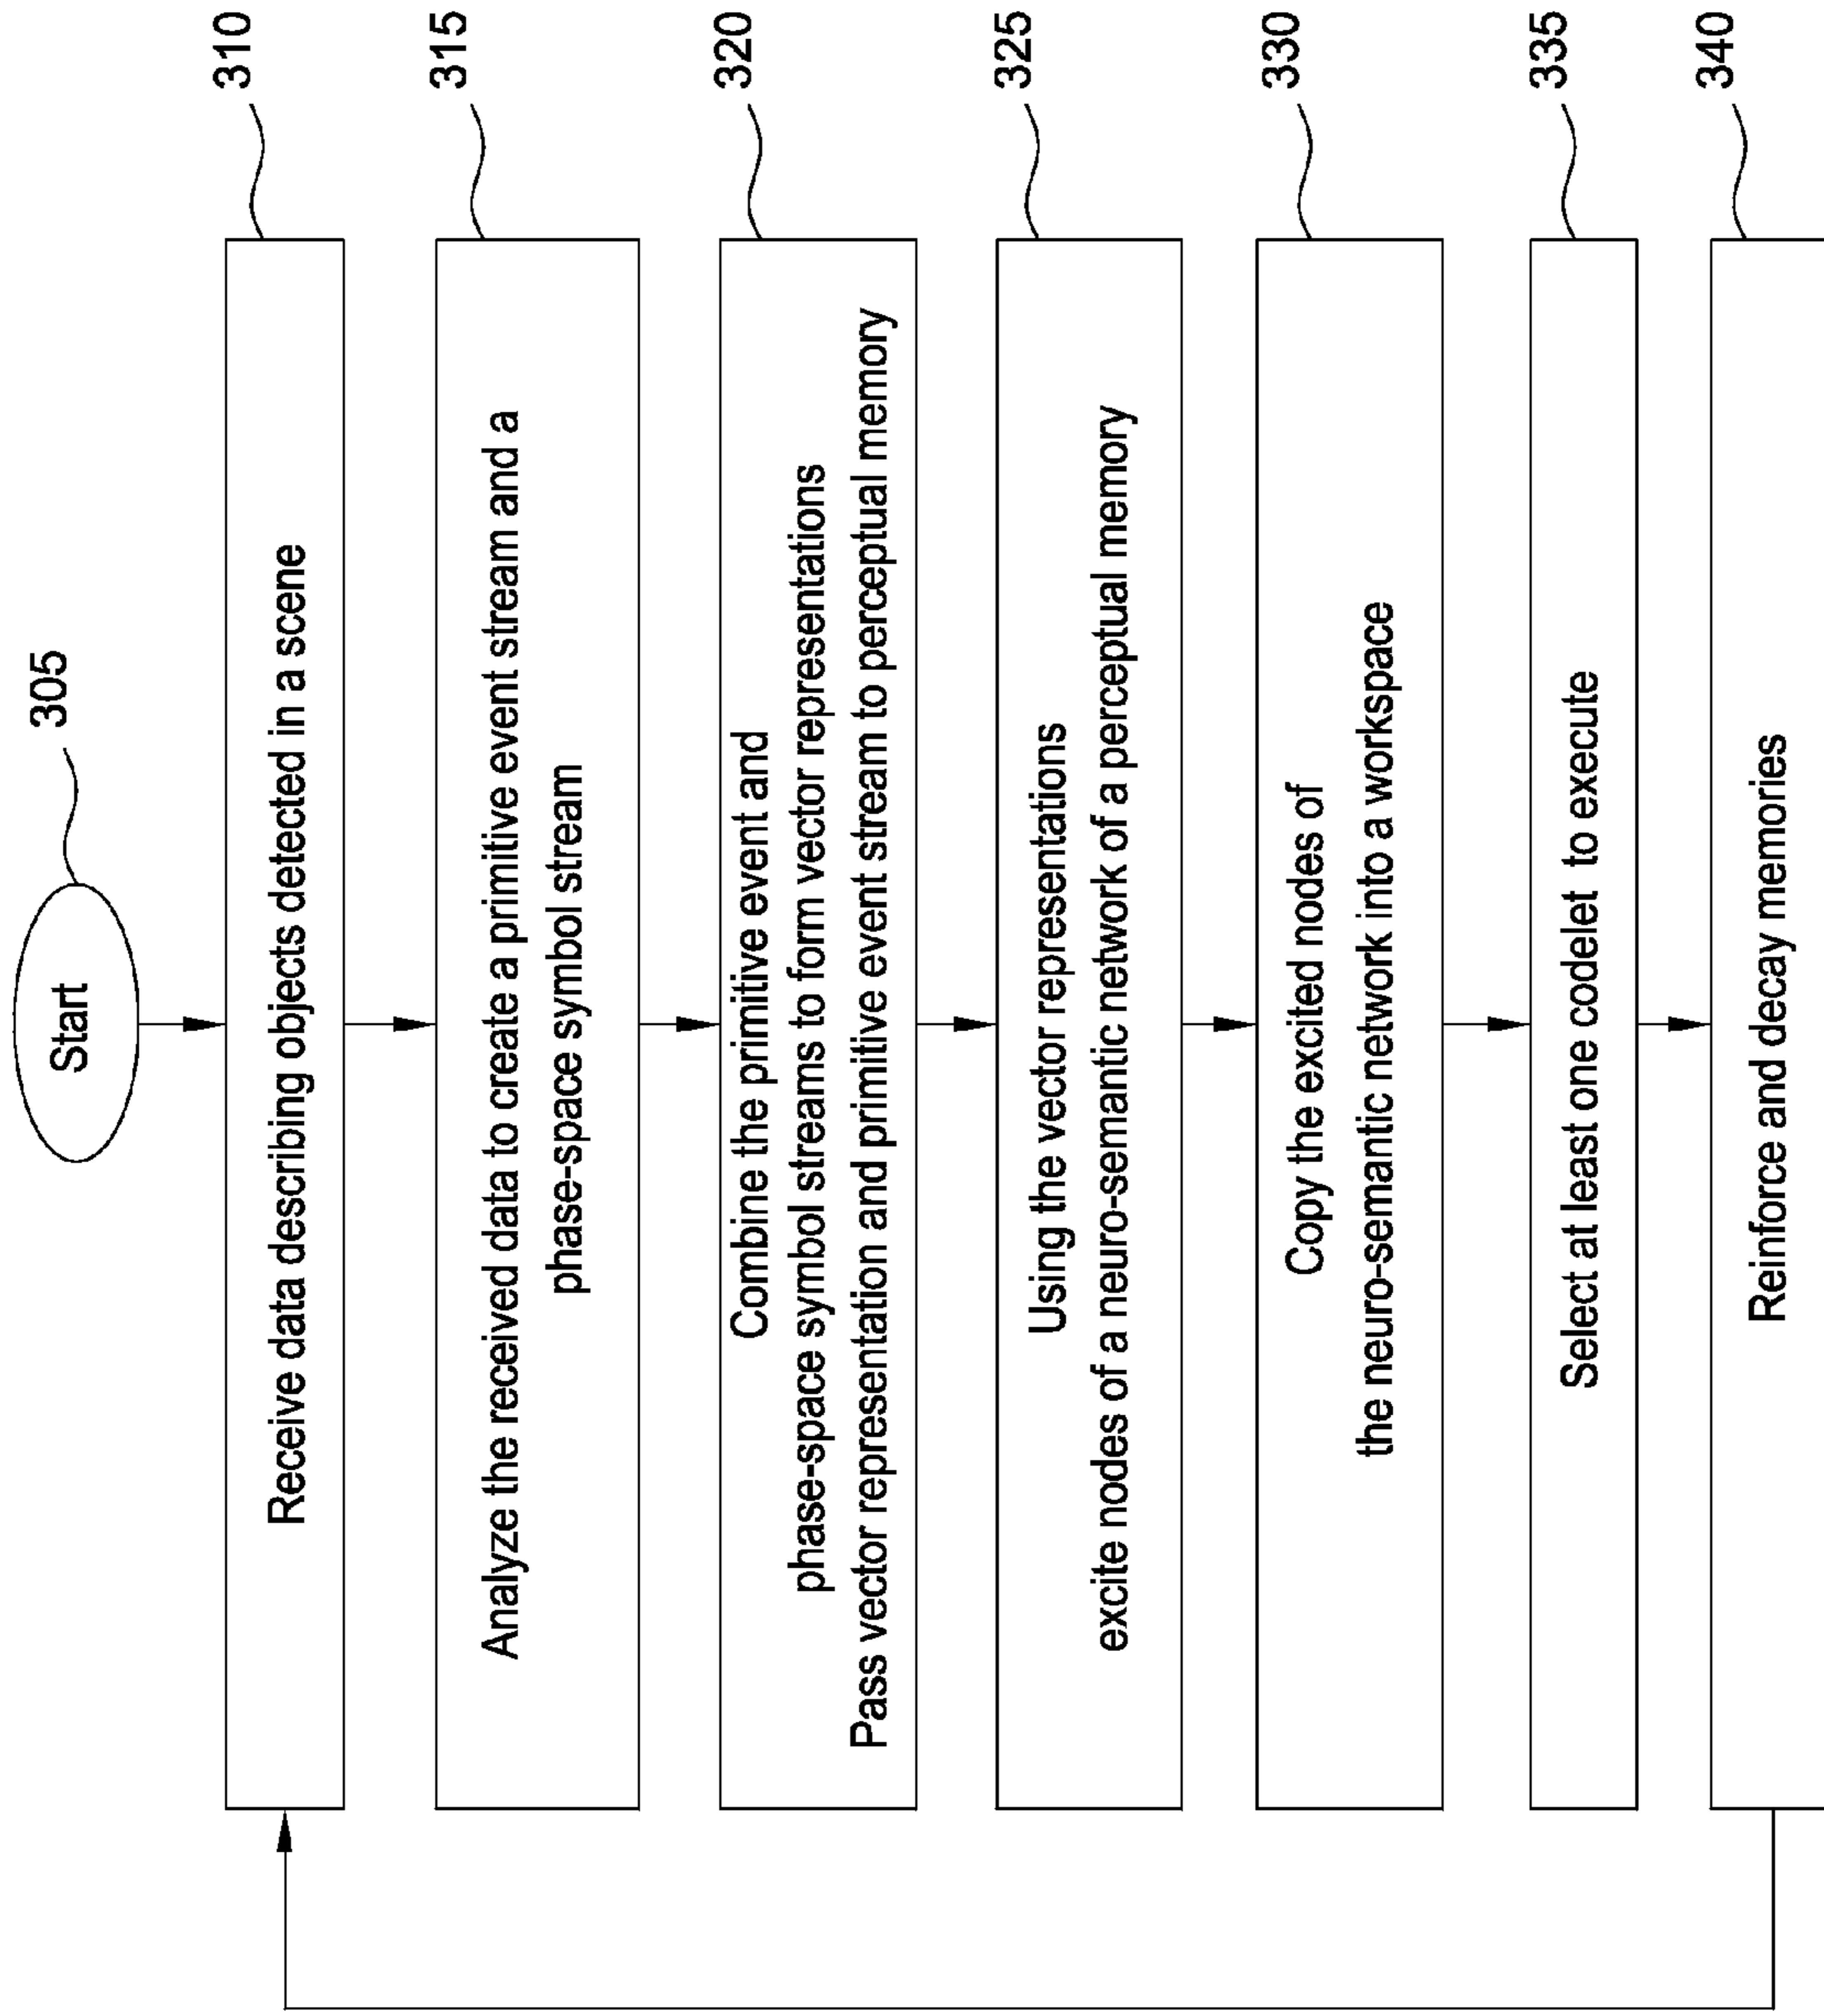 305
Start
310
Receive data describing objects detected in a scene
315
Analyze the received data to create a primitive event stream and a
phase-space symbol stream
320
Combine the primitive event and
phase-space symbol streams to form vector representations
Pass vector representation and primitive event stream to perceptual memory
325
Using the vector representations
excite nodes of a neuro-semantic network of a perceptual memory
330
Copy the excited nodes of
the neuro-semantic network into a workspace
335
Select at least one codelet to execute
340
Reinforce and decay memories